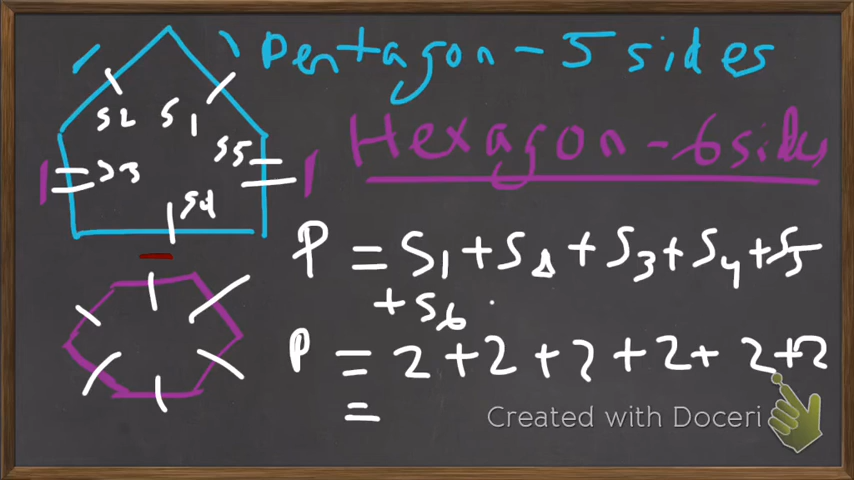 Pentagon - 5 sides
S2 S1
S3 S5
S4
Hexagon - 6 sides
P = S1 + S2 + S3 + S4 + S5
+ S6
P = 2 + 2 + 2 + 2 + 2 + 2
=
Created with Doceri